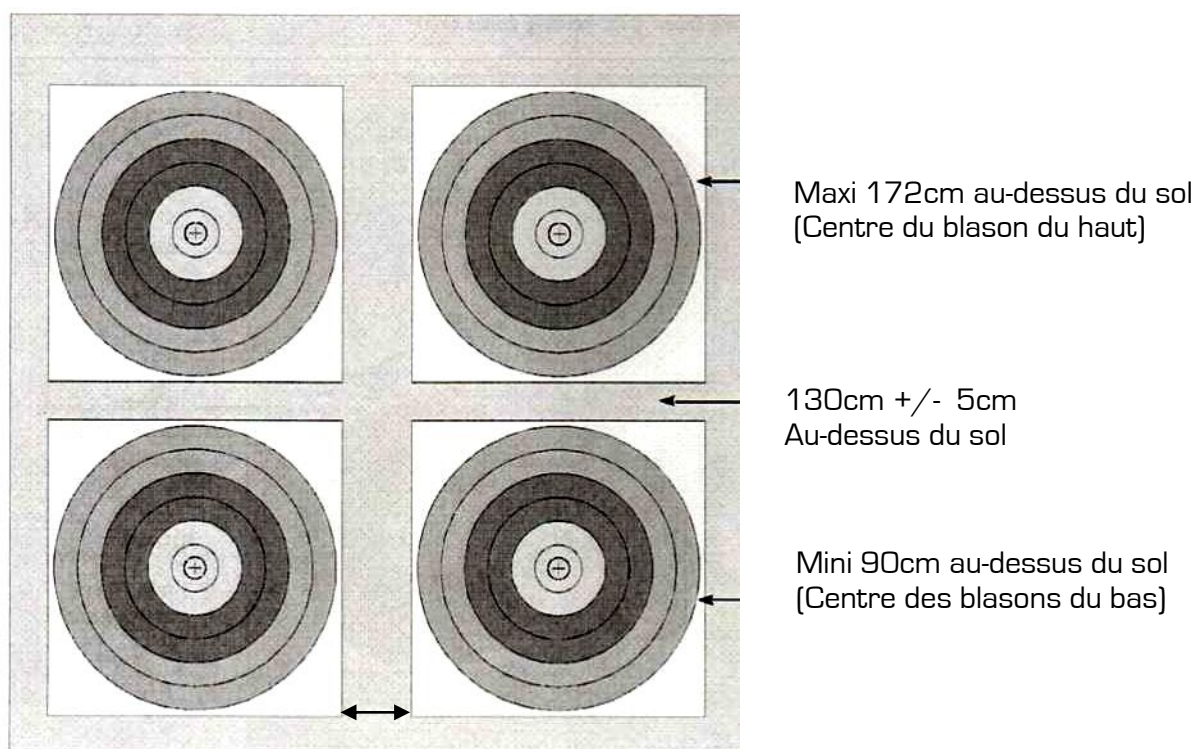 Maxi 172cm au-dessus du sol
(Centre du blason du haut)
130cm +/- 5cm
Au-dessus du sol
Mini 90cm au-dessus du sol
(Centre des blasons du bas)